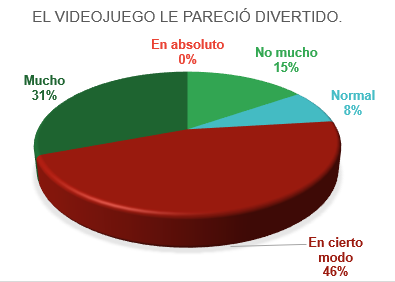 EL VIDEOJUEGO LE PARECIÓ DIVERTIDO.
En absoluto
0%
No mucho
15%
Mucho
31%
Normal
8%
En cierto
modo
46%